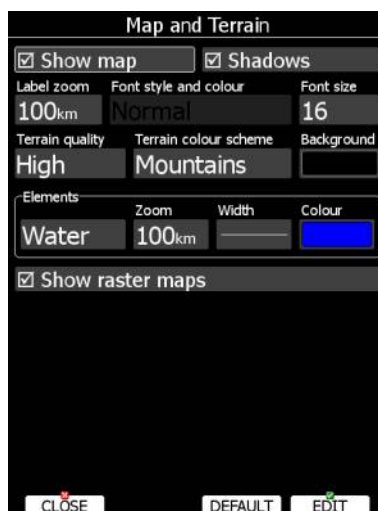 Map and Terrain
Show map Shadows
Label zoom Font style and colour Font size
100km Normal 16
Terrain quality Terrain colour scheme Background
High Mountains
Elements
Zoom Width Colour
Water 100km
Show raster maps
CLOSE DEFAULT EDIT